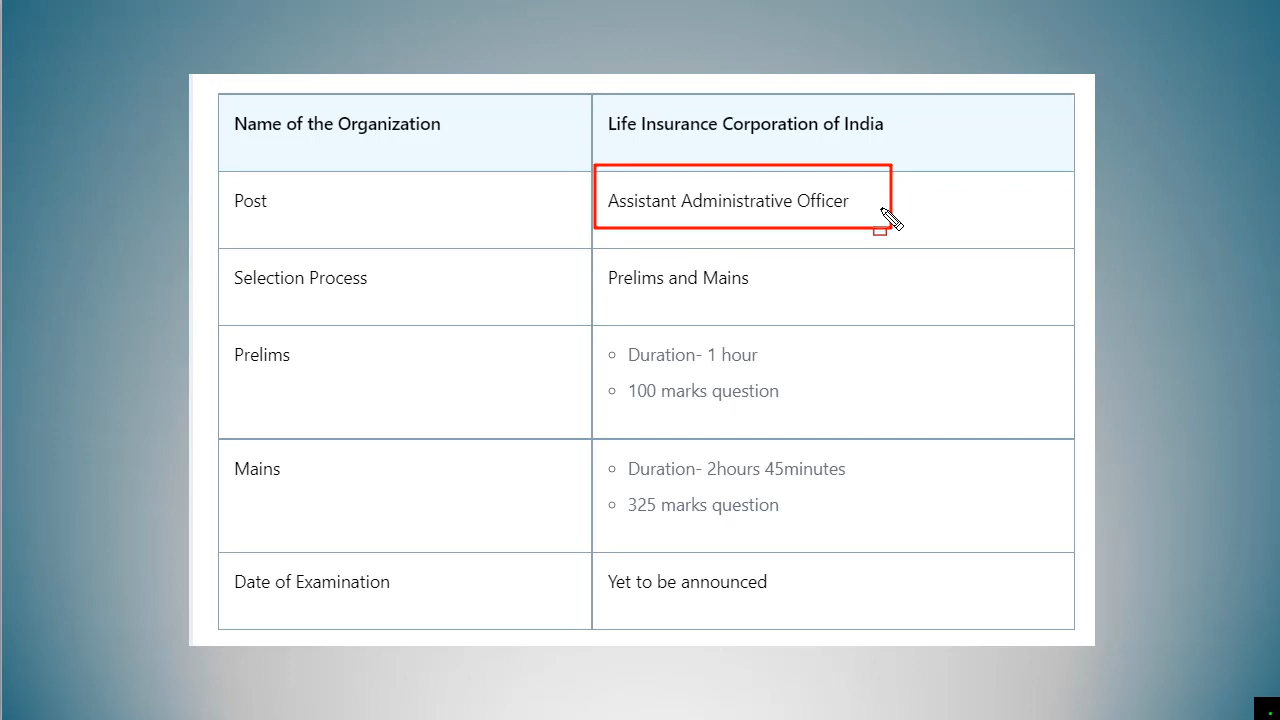 Name of the Organization
Life Insurance Corporation of India
Post
Assistant Administrative Officer
Selection Process
Prelims and Mains
Prelims
Duration- 1 hour
100 marks question
Mains
Duration- 2hours 45minutes
325 marks question
Date of Examination
Yet to be announced